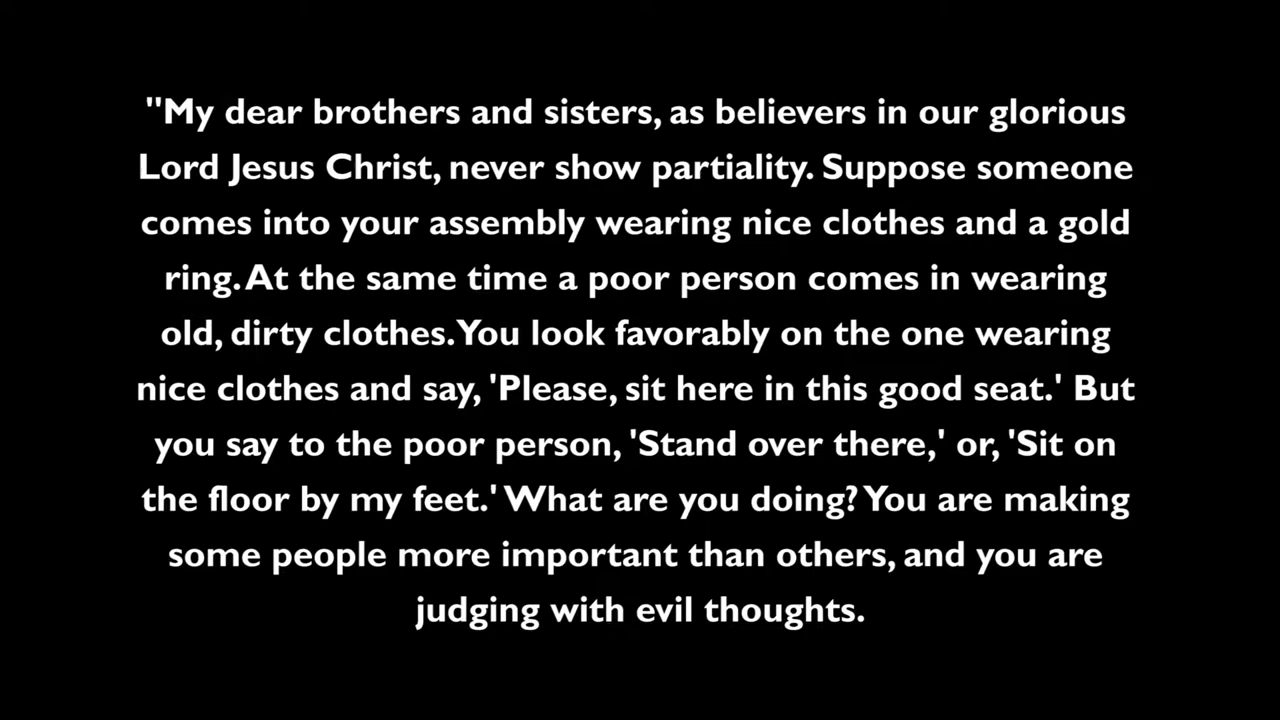 "My dear brothers and sisters, as believers in our glorious
Lord Jesus Christ, never show partiality. Suppose someone
comes into your assembly wearing nice clothes and a gold
ring. At the same time a poor person comes in wearing
old, dirty clothes. You look favorably on the one wearing
nice clothes and say, 'Please, sit here in this good seat.' But
you say to the poor person, 'Stand over there,' or, 'Sit on
the floor by my feet.' What are you doing? You are making
some people more important than others, and you are
judging with evil thoughts.